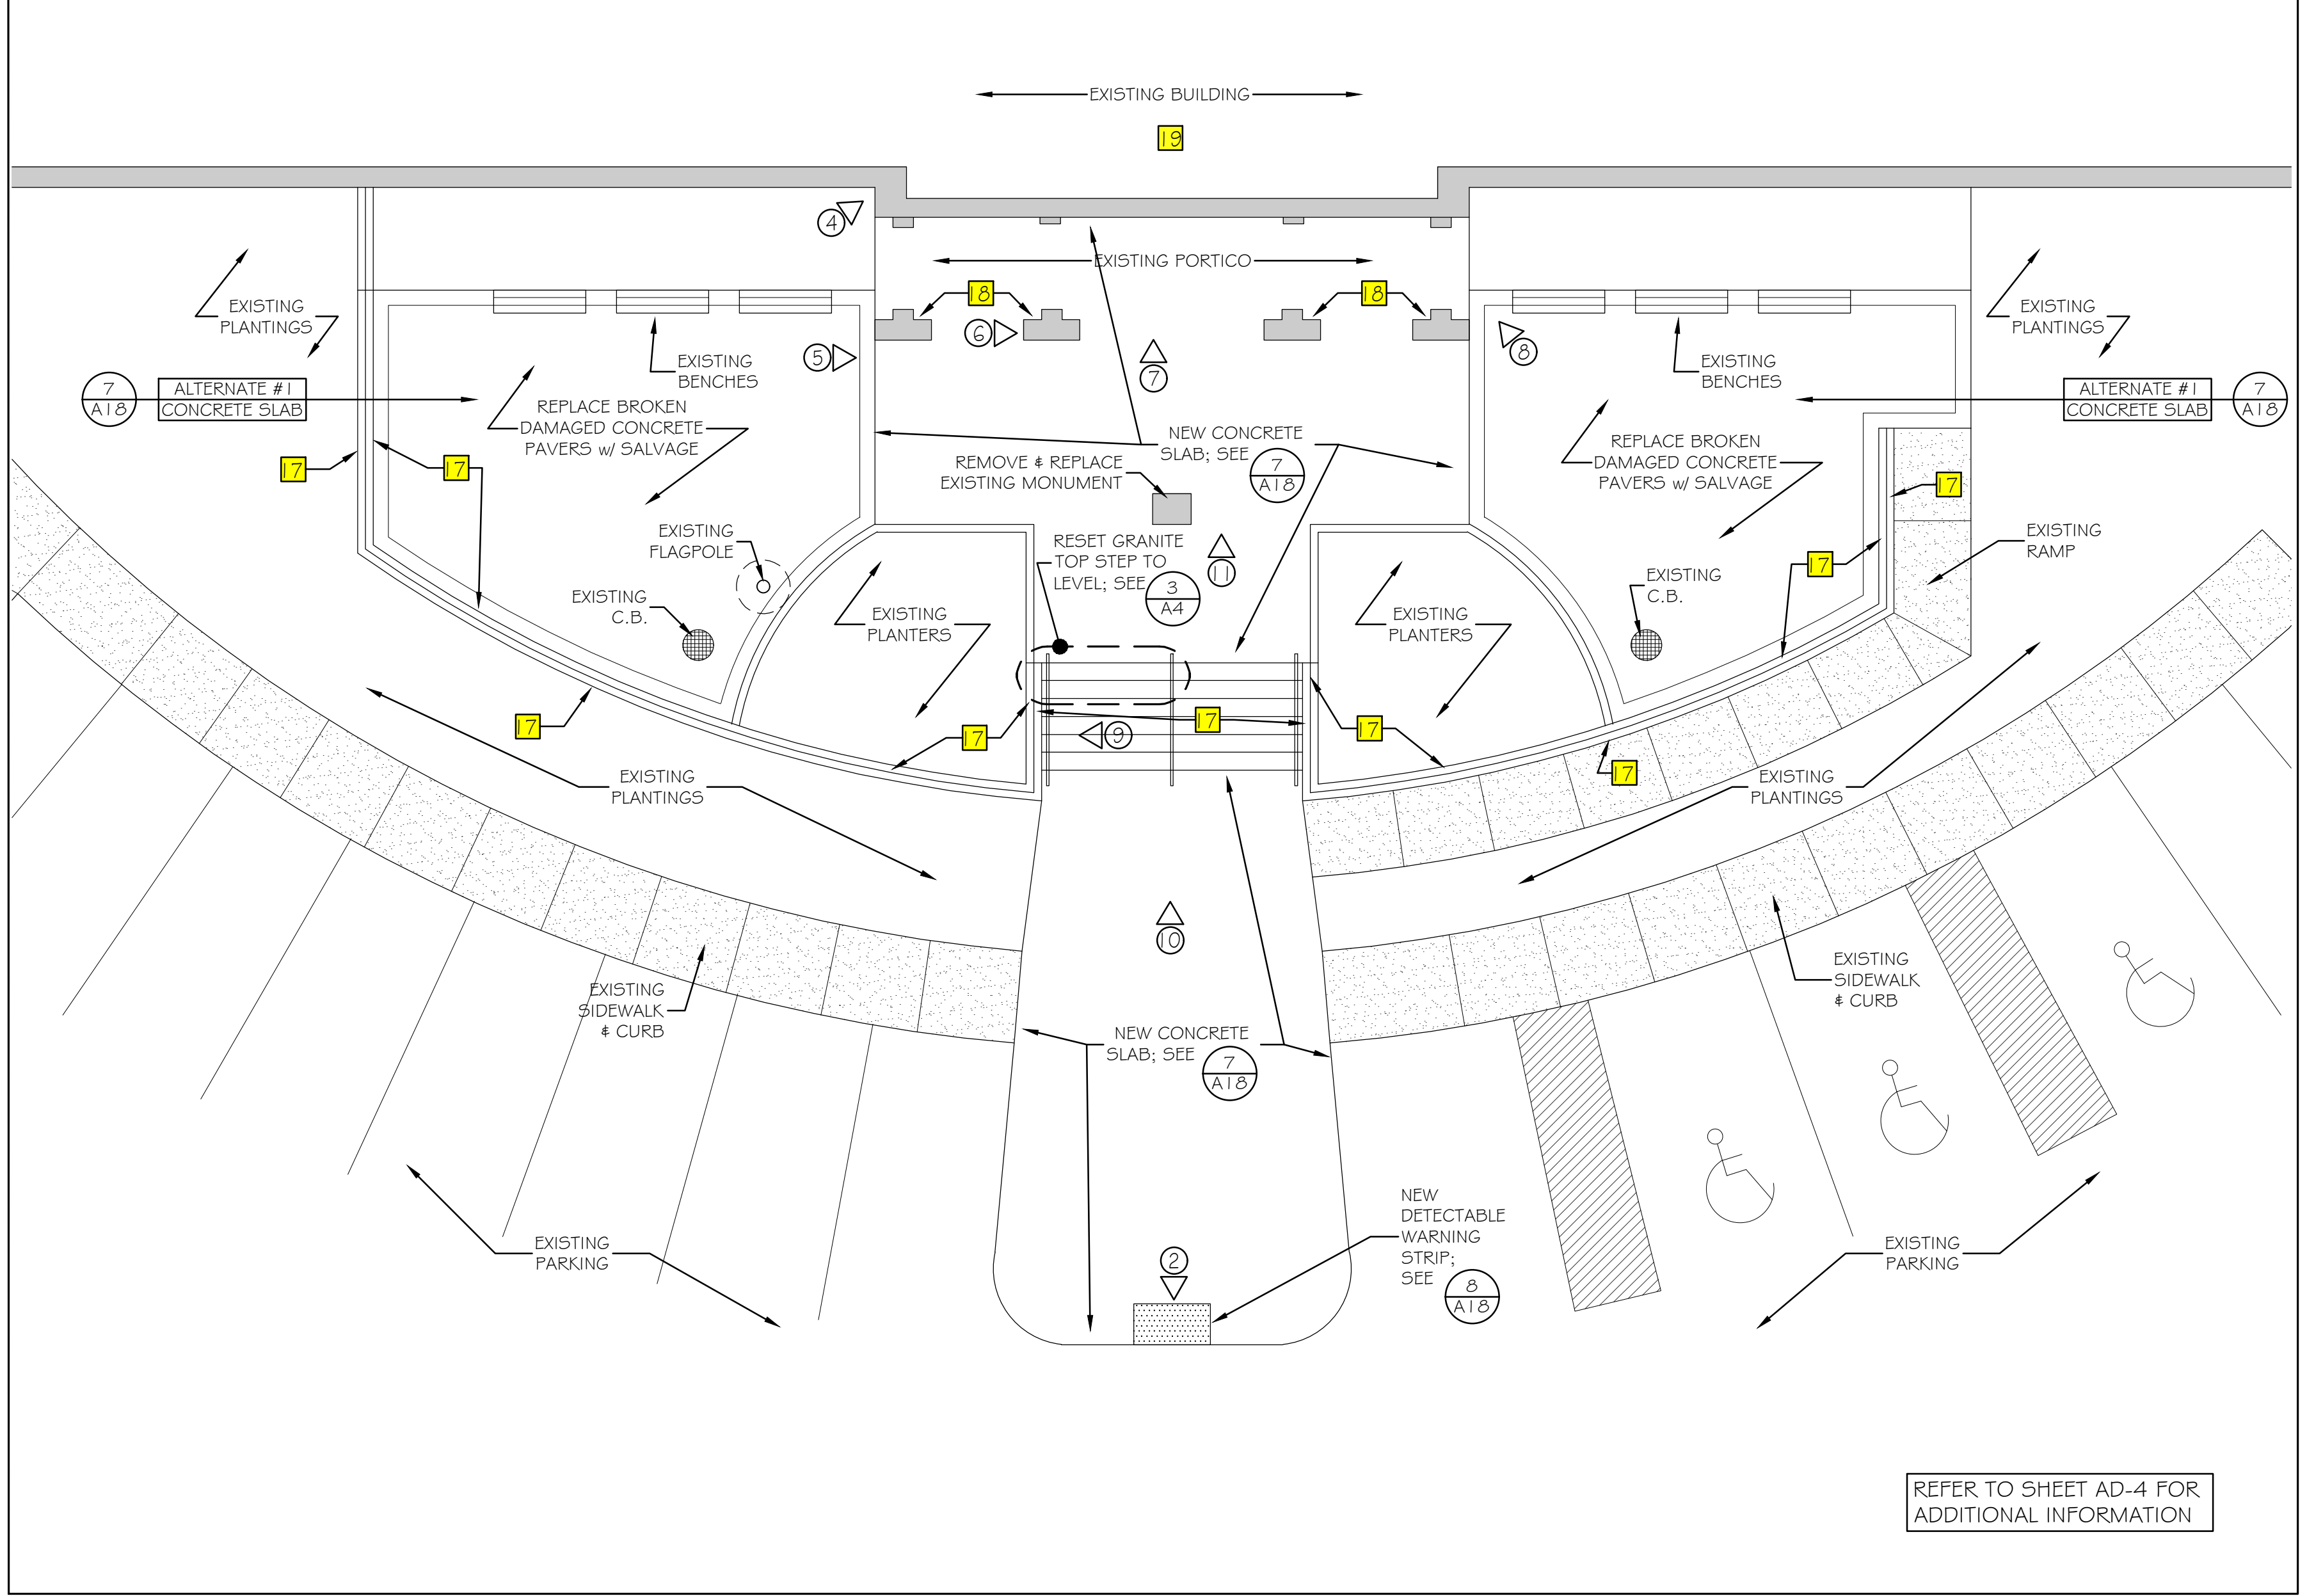 EXISTING BUILDING
19
4
EXISTING PORTICO
18
18
6
5
7
8
EXISTING
PLANTINGS
EXISTING
BENCHES
EXISTING
BENCHES
EXISTING
PLANTINGS
7
A18
ALTERNATE #1
CONCRETE SLAB
REPLACE BROKEN
DAMAGED CONCRETE
PAVERS w/ SALVAGE
NEW CONCRETE
SLAB; SEE
7
A18
REPLACE BROKEN
DAMAGED CONCRETE
PAVERS w/ SALVAGE
ALTERNATE #1
CONCRETE SLAB
7
A18
17
17
REMOVE & REPLACE
EXISTING MONUMENT
17
EXISTING
FLAGPOLE
RESET GRANITE
TOP STEP TO
LEVEL; SEE
3
A4
11
EXISTING
RAMP
17
EXISTING
C.B.
EXISTING
C.B.
EXISTING
PLANTERS
EXISTING
PLANTERS
17
17
9
17
17
17
EXISTING
PLANTINGS
EXISTING
PLANTINGS
10
EXISTING
SIDEWALK
& CURB
EXISTING
SIDEWALK
& CURB
NEW CONCRETE
SLAB; SEE
7
A18
EXISTING
PARKING
2
NEW
DETECTABLE
WARNING
STRIP;
SEE
8
A18
EXISTING
PARKING
REFER TO SHEET AD-4 FOR
ADDITIONAL INFORMATION